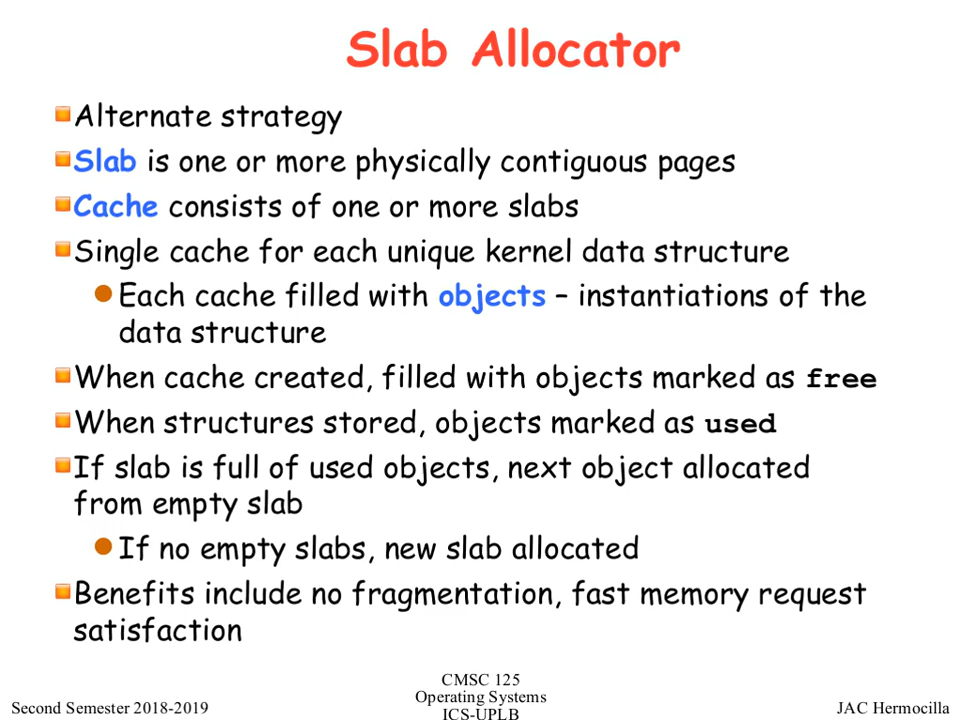 Slab Allocator
Alternate strategy
Slab is one or more physically contiguous pages
Cache consists of one or more slabs
Single cache for each unique kernel data structure
Each cache filled with objects – instantiations of the
data structure
When cache created, filled with objects marked as free
When structures stored, objects marked as used
If slab is full of used objects, next object allocated
from empty slab
If no empty slabs, new slab allocated
Benefits include no fragmentation, fast memory request
satisfaction
CMSC 125
Operating Systems
ICS-UPLB
Second Semester 2018-2019
JAC Hermocilla